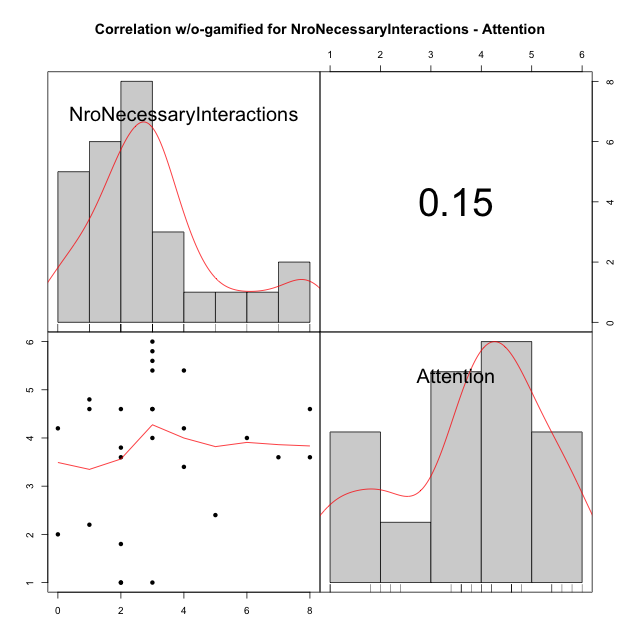 Correlation w/o-gamified for NroNecessaryInteractions - Attention
1 2 3 4 5 6
NroNecessaryInteractions
0.15
0 2 4 6 8
1 2 3 4 5 6
Attention
0 2 4 6 8